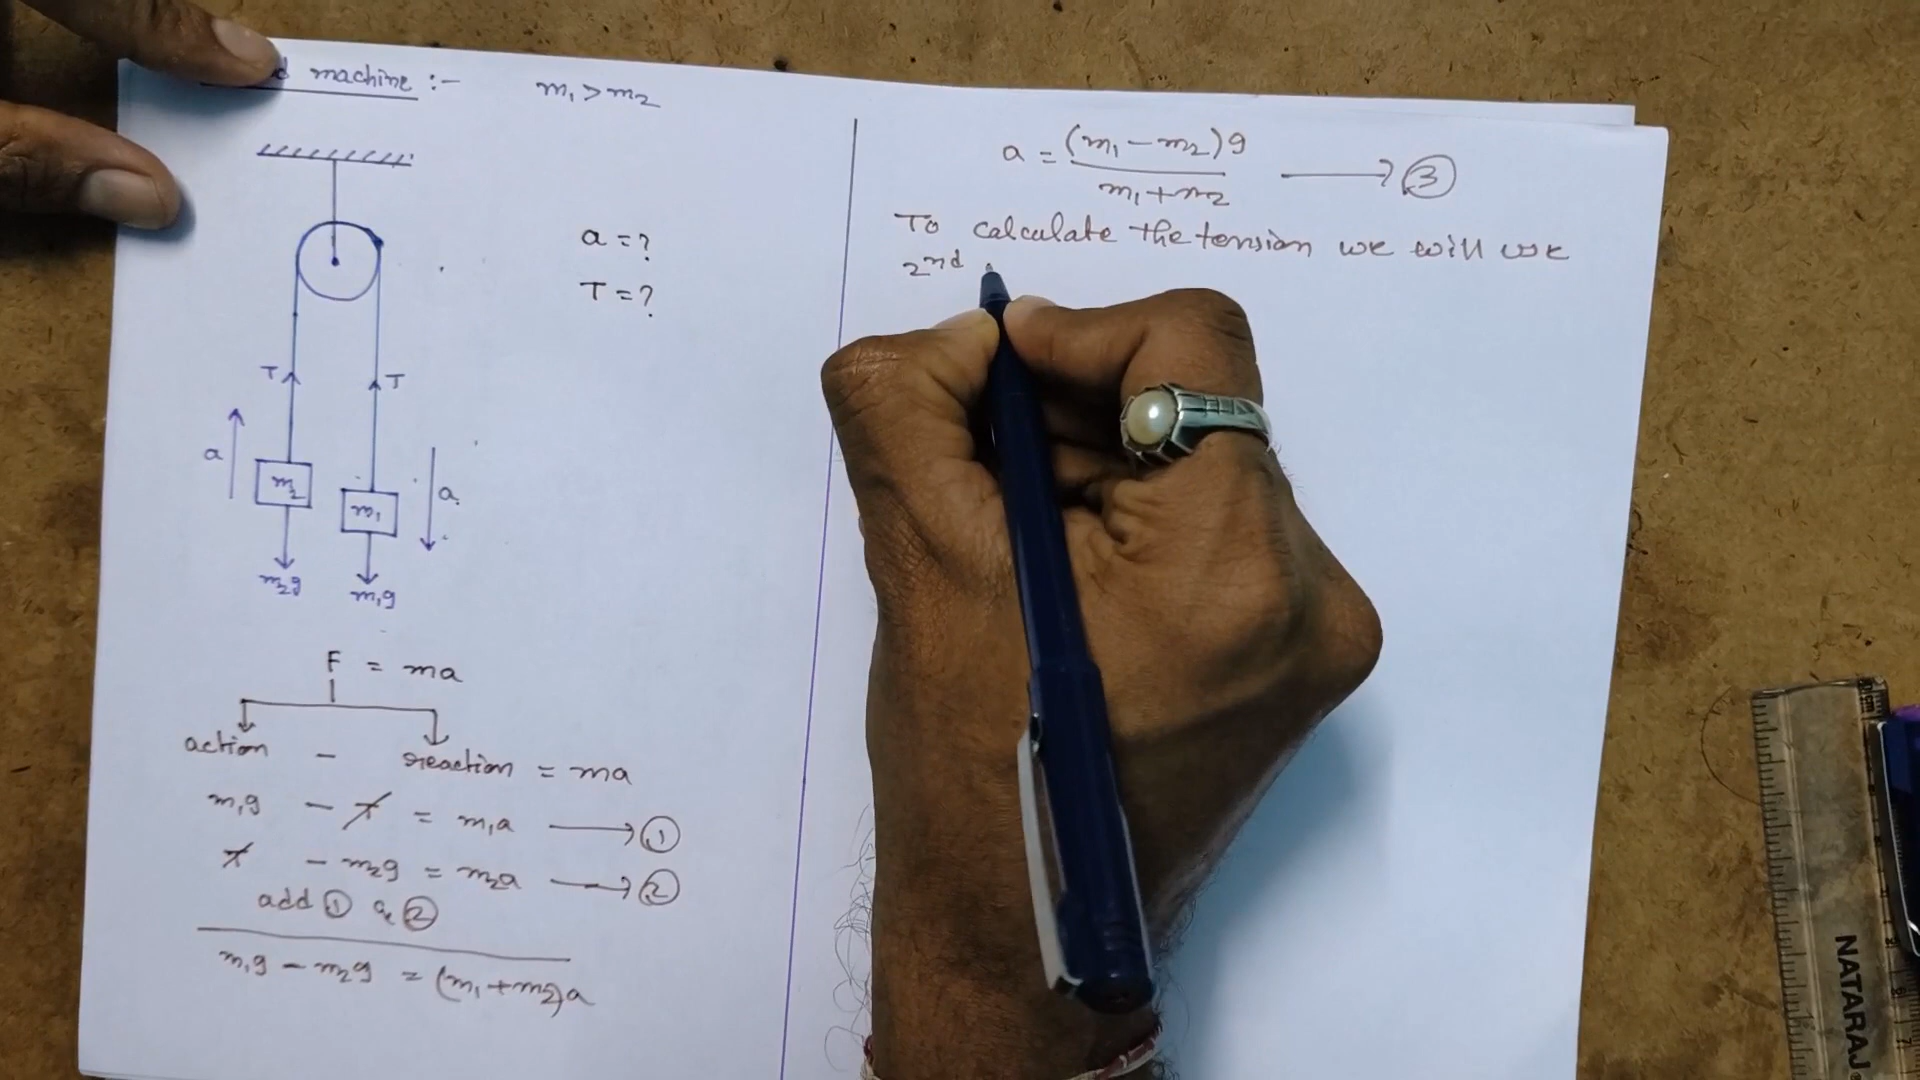 machine :- m₁ > m₂
a = ?
T = ?
T
T
a
m₂
m₁
a
m₂g
m₁g
F = ma
action - reaction = ma
m₁g - T = m₁a → ①
T - m₂g = m₂a → ②
add ① & ②
m₁g - m₂g = (m₁+m₂)a
a = (m₁ - m₂)g / m₁ + m₂ → ③
To calculate the tension we will use
2nd
NATARAJ